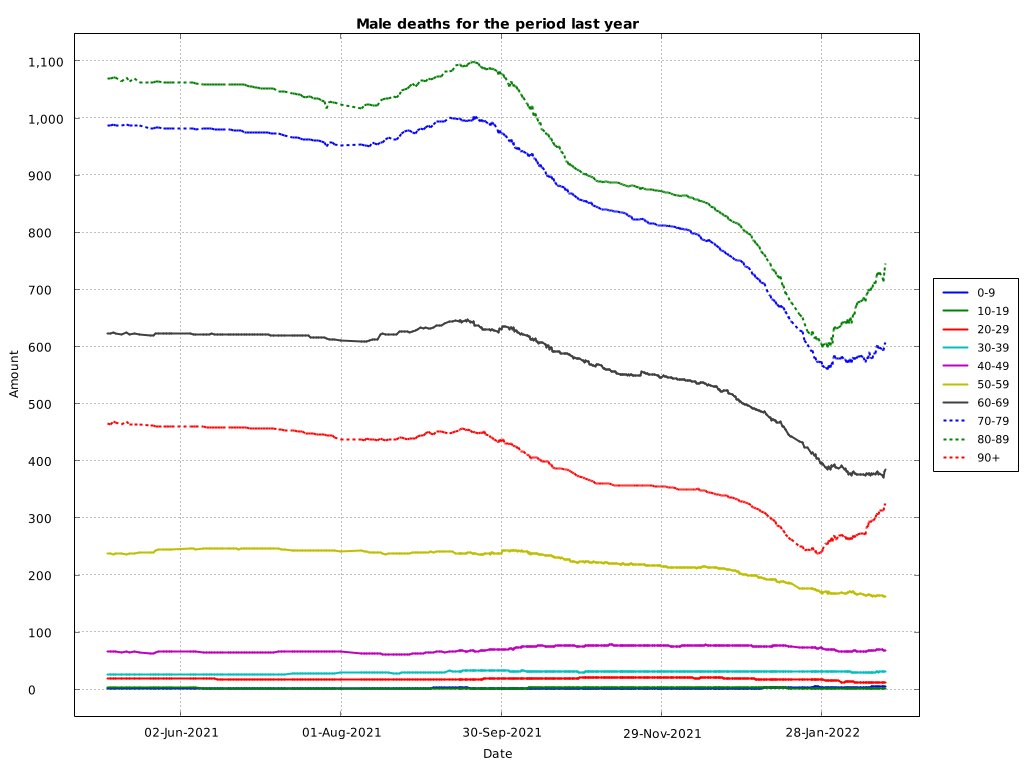 Male deaths for the period last year
1,100
1,000
900
800
700
600
500
400
300
200
100
0
Amount
02-Jun-2021
01-Aug-2021
30-Sep-2021
29-Nov-2021
28-Jan-2022
Date
0-9
10-19
20-29
30-39
40-49
50-59
60-69
70-79
80-89
90+